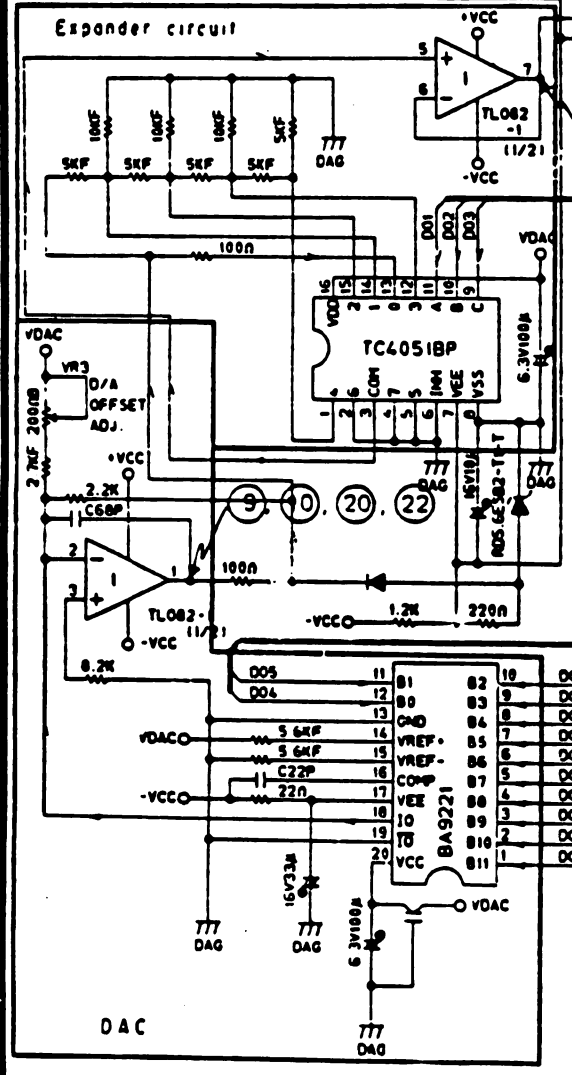 Expander circuit
+VCC
5
7
6
TL082
-1
(1/2)
-VCC
10KF
10KF
10KF
5KF
DAG
5KF
5KF
5KF
5KF
DO1
DO2
DO3
VDAC
100Ω
16 15 14 13 12 11 10 9
VDD 2 1 0 3 A B C
TC4051BP
4 6 COM 7 5 INH VEE VSS
1 2 3 4 5 6 7 8
6.3V100μ
DAG
DAG
16V10μ
RD5.6ESB2-T1-T
VDAC
VR3
D/A
OFFSET
ADJ.
200ΩB
2.7KF
+VCC
2.2K
C68P
9, 10, 20, 22
2
1
3
100Ω
TL082-
(1/2)
-VCC
-VCC
1.2K
220Ω
8.2K
DO5
DO4
11 B1
12 B0
13 GND
14 VREF+
15 VREF-
16 COMP
17 VEE
18 IO
19 IO
20 VCC
BA9221
B2 10
B3 9
B4 8
B5 7
B6 6
B7 5
B8 4
B9 3
B10 2
B11 1
VDAC
5.6KF
5.6KF
C22P
-VCC
22Ω
16V33μ
DAG
DAG
6.3V100μ
VDAC
DAG
DAC